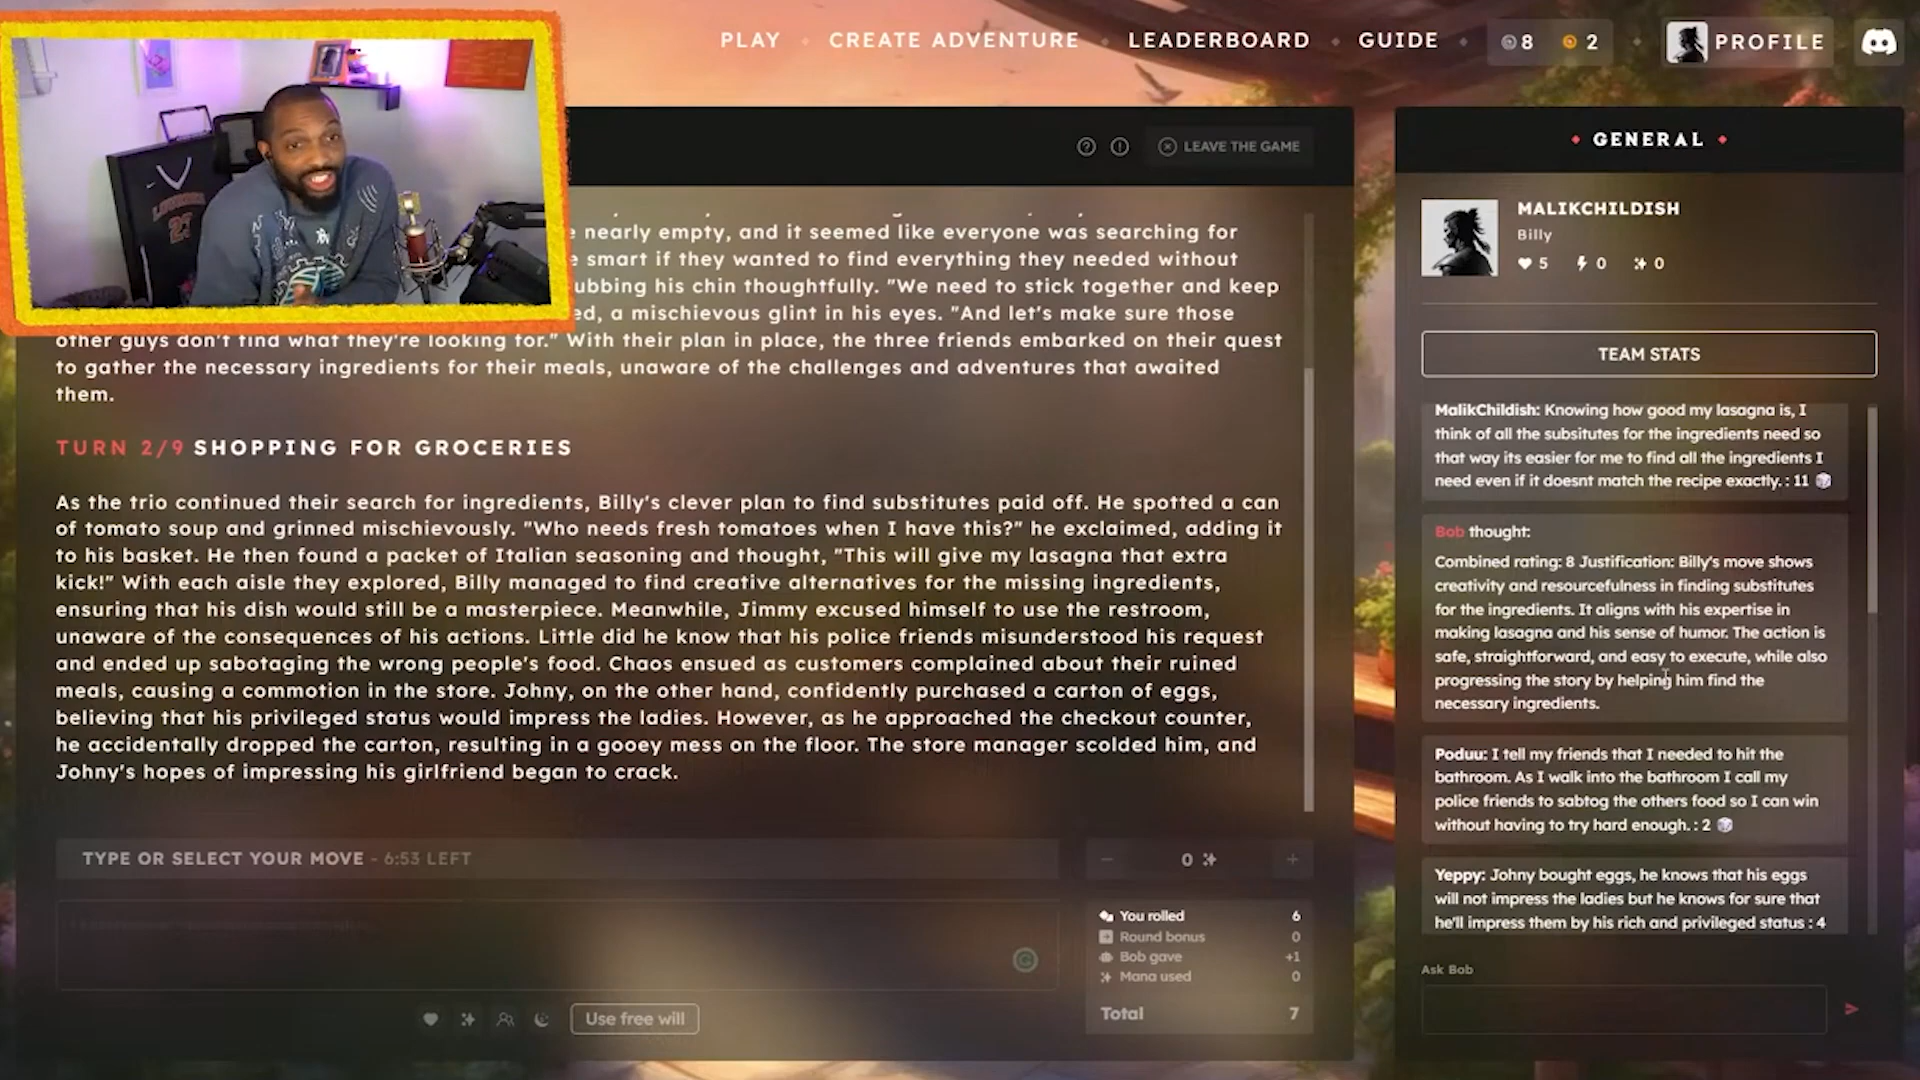 PLAY
CREATE ADVENTURE
LEADERBOARD
GUIDE
8
2
PROFILE
LEAVE THE GAME
nearly empty, and it seemed like everyone was searching for
smart if they wanted to find everything they needed without
ubbing his chin thoughtfully. "We need to stick together and keep
ed, a mischievous glint in his eyes. "And let's make sure those
other guys don't find what they're looking for." With their plan in place, the three friends embarked on their quest
to gather the necessary ingredients for their meals, unaware of the challenges and adventures that awaited
them.
TURN 2/9 SHOPPING FOR GROCERIES
As the trio continued their search for ingredients, Billy's clever plan to find substitutes paid off. He spotted a can
of tomato soup and grinned mischievously. "Who needs fresh tomatoes when I have this?" he exclaimed, adding it
to his basket. He then found a packet of Italian seasoning and thought, "This will give my lasagna that extra
kick!" With each aisle they explored, Billy managed to find creative alternatives for the missing ingredients,
ensuring that his dish would still be a masterpiece. Meanwhile, Jimmy excused himself to use the restroom,
unaware of the consequences of his actions. Little did he know that his police friends misunderstood his request
and ended up sabotaging the wrong people's food. Chaos ensued as customers complained about their ruined
meals, causing a commotion in the store. Johny, on the other hand, confidently purchased a carton of eggs,
believing that his privileged status would impress the ladies. However, as he approached the checkout counter,
he accidentally dropped the carton, resulting in a gooey mess on the floor. The store manager scolded him, and
Johny's hopes of impressing his girlfriend began to crack.
TYPE OR SELECT YOUR MOVE - 6:53 LEFT
Use free will
− 0 +
You rolled 6
Round bonus 0
Bob gave +1
Mana used 0
Total 7
GENERAL
MALIKCHILDISH
Billy
5 0 0
TEAM STATS
MalikChildish: Knowing how good my lasagna is, I
think of all the subsitutes for the ingredients need so
that way its easier for me to find all the ingredients I
need even if it doesnt match the recipe exactly. : 11
Bob thought:
Combined rating: 8 Justification: Billy's move shows
creativity and resourcefulness in finding substitutes
for the ingredients. It aligns with his expertise in
making lasagna and his sense of humor. The action is
safe, straightforward, and easy to execute, while also
progressing the story by helping him find the
necessary ingredients.
Poduu: I tell my friends that I needed to hit the
bathroom. As I walk into the bathroom I call my
police friends to sabtog the others food so I can win
without having to try hard enough. : 2
Yeppy: Johny bought eggs, he knows that his eggs
will not impress the ladies but he knows for sure that
he'll impress them by his rich and privileged status : 4
Ask Bob